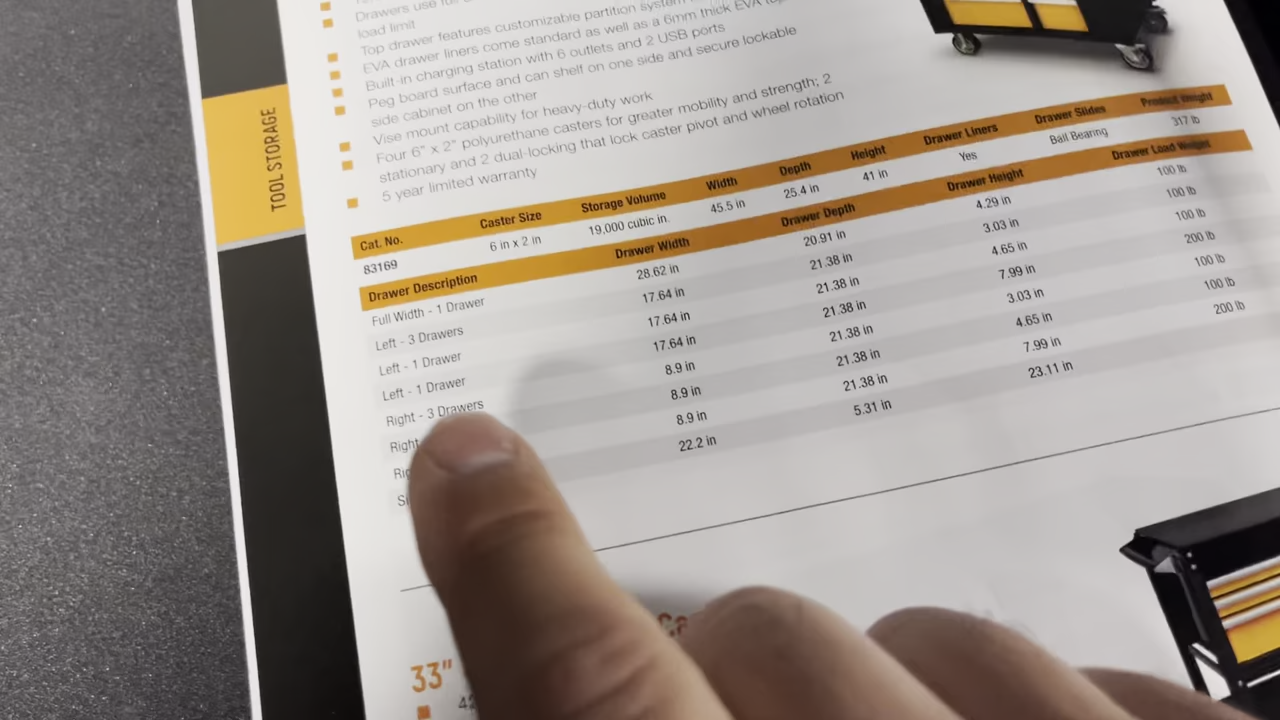 Drawers use
load limit
Top drawer features customizable partition system
EVA drawer liners come standard as well as a 6mm thick EVA
Built-in charging station with 6 outlets and 2 USB ports
Peg board surface and can shelf on one side and secure lockable
side cabinet on the other
Vise mount capability for heavy-duty work
Four 6" x 2" polyurethane casters for greater mobility and strength; 2
stationary and 2 dual-locking that lock caster pivot and wheel rotation
5 year limited warranty
TOOL STORAGE
Cat. No. Caster Size Storage Volume Width Depth Height Drawer Liners Drawer Slides Product Weight
83169 6 in x 2 in 19,000 cubic in. 45.5 in 25.4 in 41 in Yes Ball Bearing 317 lb
Drawer Description Drawer Width Drawer Depth Drawer Height Drawer Load Weight
Full Width - 1 Drawer 28.62 in 20.91 in 4.29 in 100 lb
Left - 3 Drawers 17.64 in 21.38 in 3.03 in 100 lb
Left - 1 Drawer 17.64 in 21.38 in 4.65 in 100 lb
Left - 1 Drawer 17.64 in 21.38 in 7.99 in 200 lb
Right - 3 Drawers 8.9 in 21.38 in 3.03 in 100 lb
Right 8.9 in 21.38 in 4.65 in 100 lb
8.9 in 21.38 in 7.99 in 200 lb
22.2 in 5.31 in 23.11 in
33"